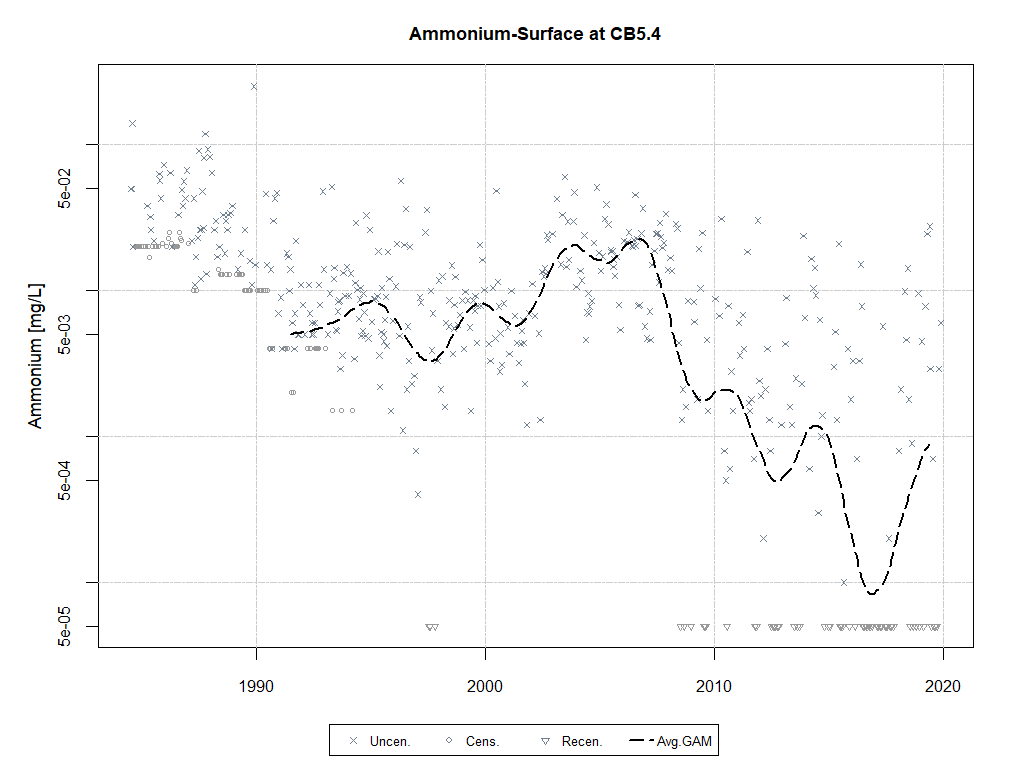 Ammonium-Surface at CB5.4
Ammonium [mg/L]
5e-02
5e-03
5e-04
5e-05
1990 2000 2010 2020
Uncen. Cens. Recen. Avg.GAM